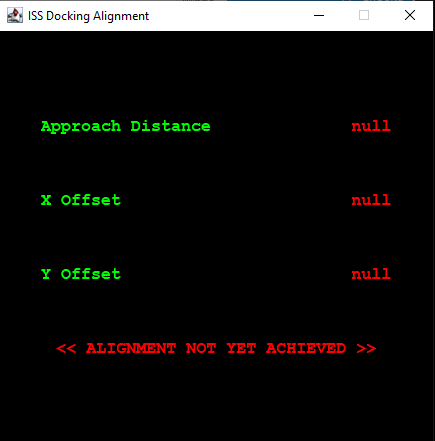 ISS Docking Alignment
Approach Distance null
X Offset null
Y Offset null
<< ALIGNMENT NOT YET ACHIEVED >>